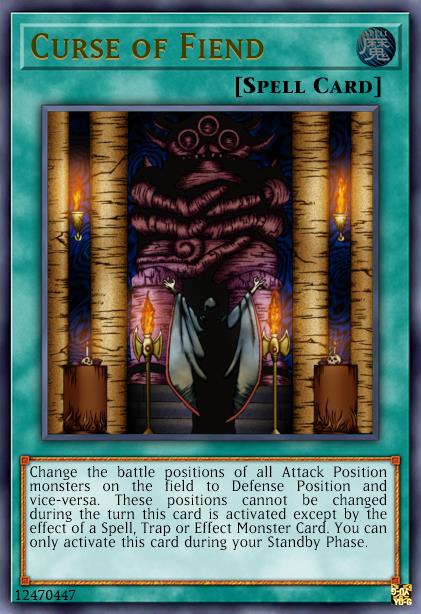 Curse of Fiend
魔
[Spell Card]
Change the battle positions of all Attack Position
monsters on the field to Defense Position and
vice-versa. These positions cannot be changed
during the turn this card is activated except by the
effect of a Spell, Trap or Effect Monster Card. You can
only activate this card during your Standby Phase.
12470447